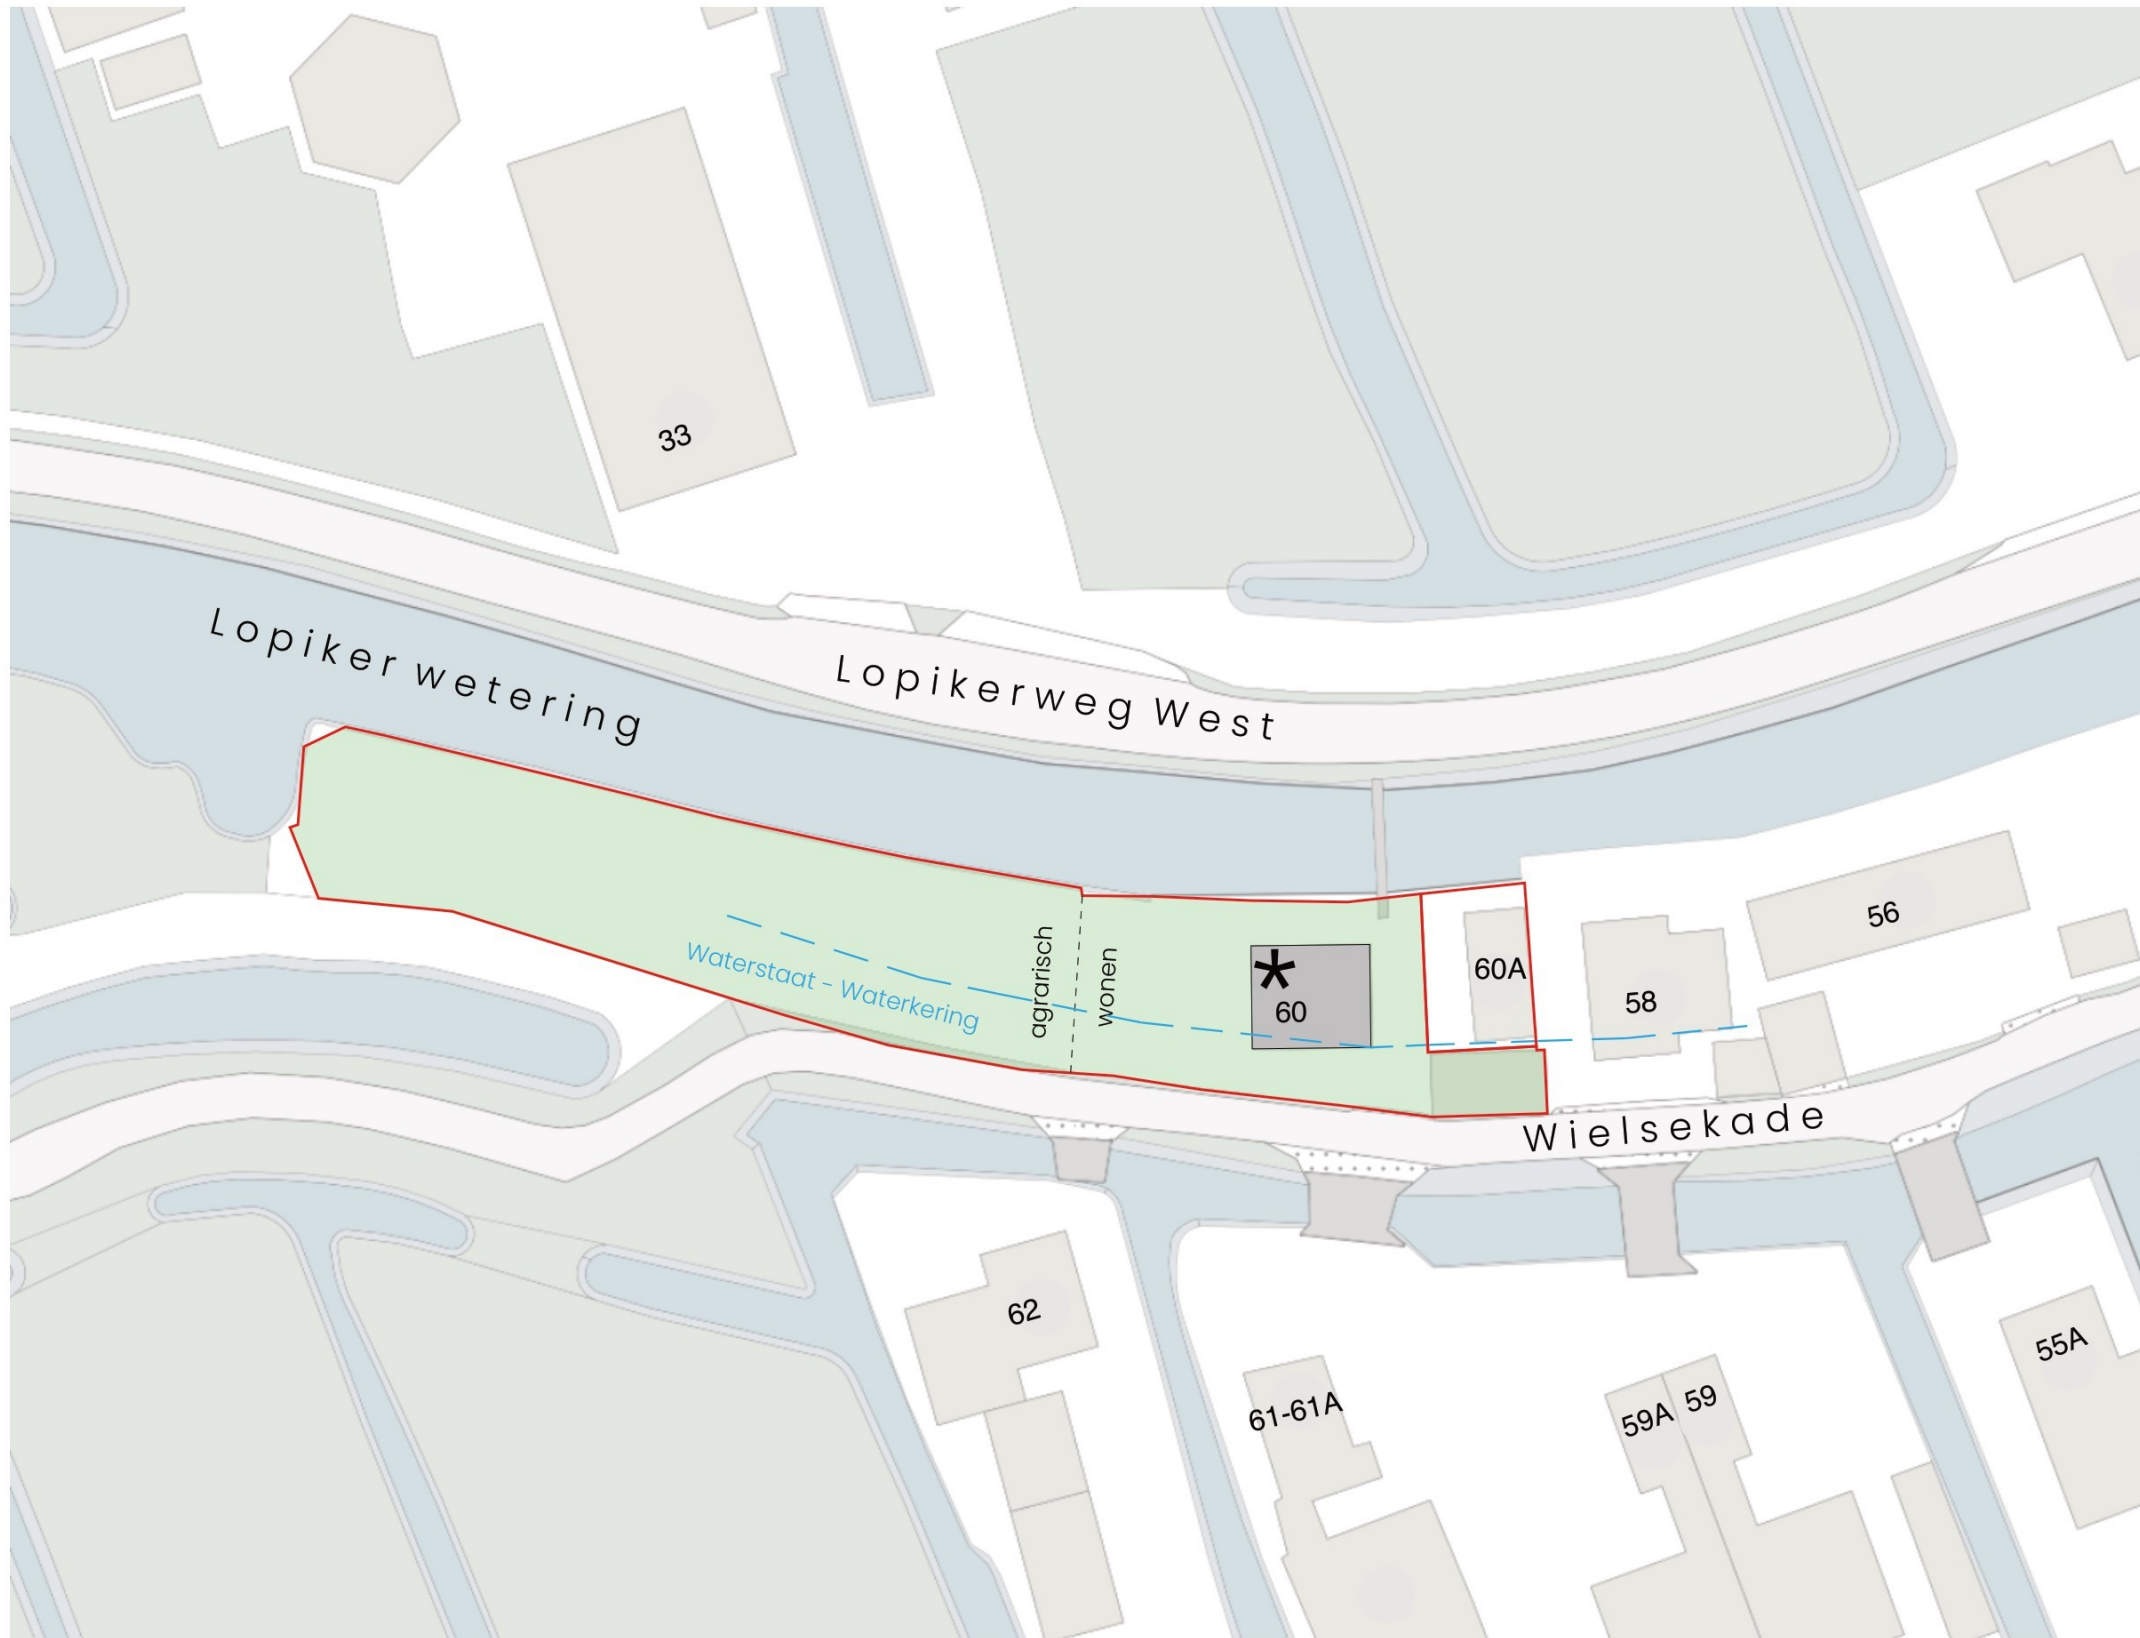 33
Lopiker wetering
Lopikerweg West
Waterstaat - Waterkering
agrarisch
wonen
*
60
60A
58
56
Wielsekade
62
61-61A
59A
59
55A